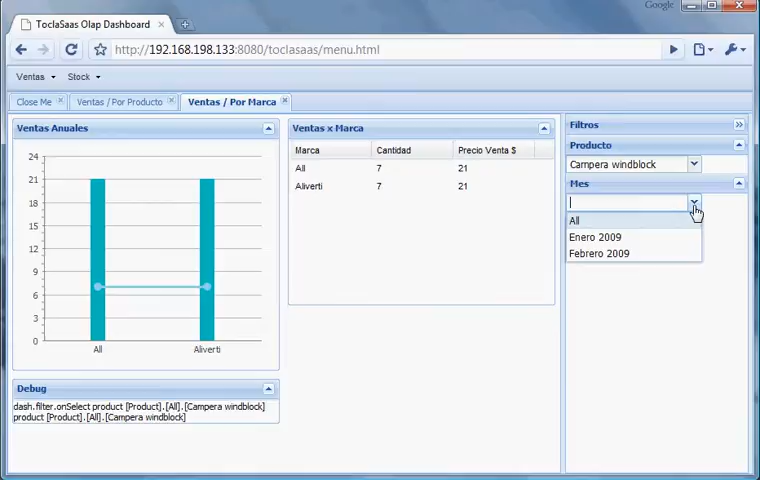 Google
ToclaSaas Olap Dashboard
http://192.168.198.133:8080/toclasaas/menu.html
Ventas Stock
Close Me Ventas / Por Producto Ventas / Por Marca
Ventas Anuales
24
21
18
15
12
9
6
3
0
All Aliverti
Debug
dash.filter.onSelect product [Product].[All].[Campera windblock]
product [Product].[All].[Campera windblock]
Ventas x Marca
Marca Cantidad Precio Venta $
All 7 21
Aliverti 7 21
Filtros
Producto
Campera windblock
Mes
All
Enero 2009
Febrero 2009